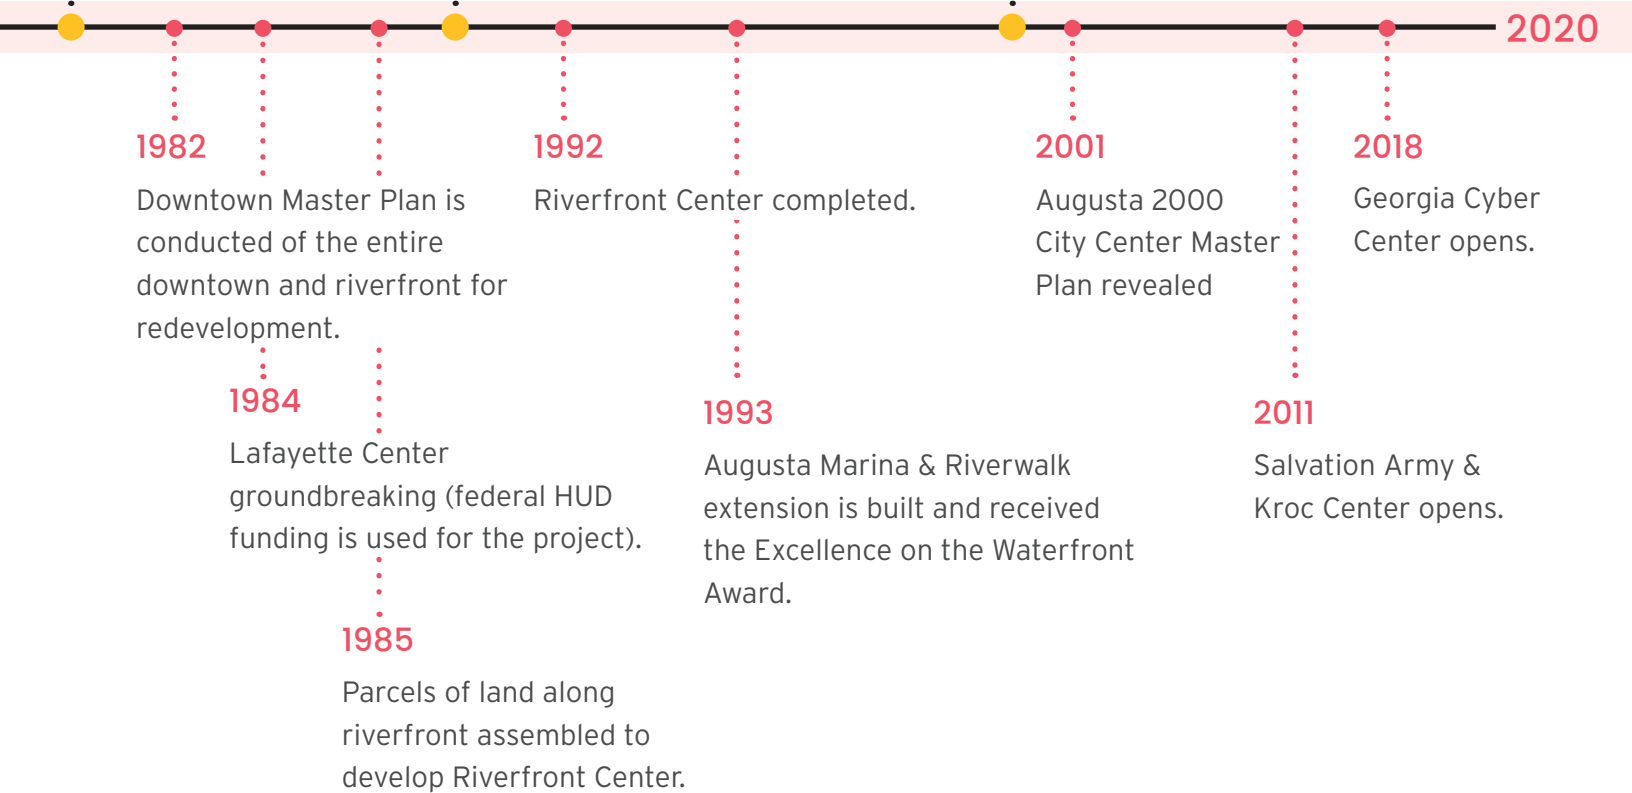 2020
1982
Downtown Master Plan is
conducted of the entire
downtown and riverfront for
redevelopment.
1984
Lafayette Center
groundbreaking (federal HUD
funding is used for the project).
1985
Parcels of land along
riverfront assembled to
develop Riverfront Center.
1992
Riverfront Center completed.
1993
Augusta Marina & Riverwalk
extension is built and received
the Excellence on the Waterfront
Award.
2001
Augusta 2000
City Center Master
Plan revealed
2011
Salvation Army &
Kroc Center opens.
2018
Georgia Cyber
Center opens.